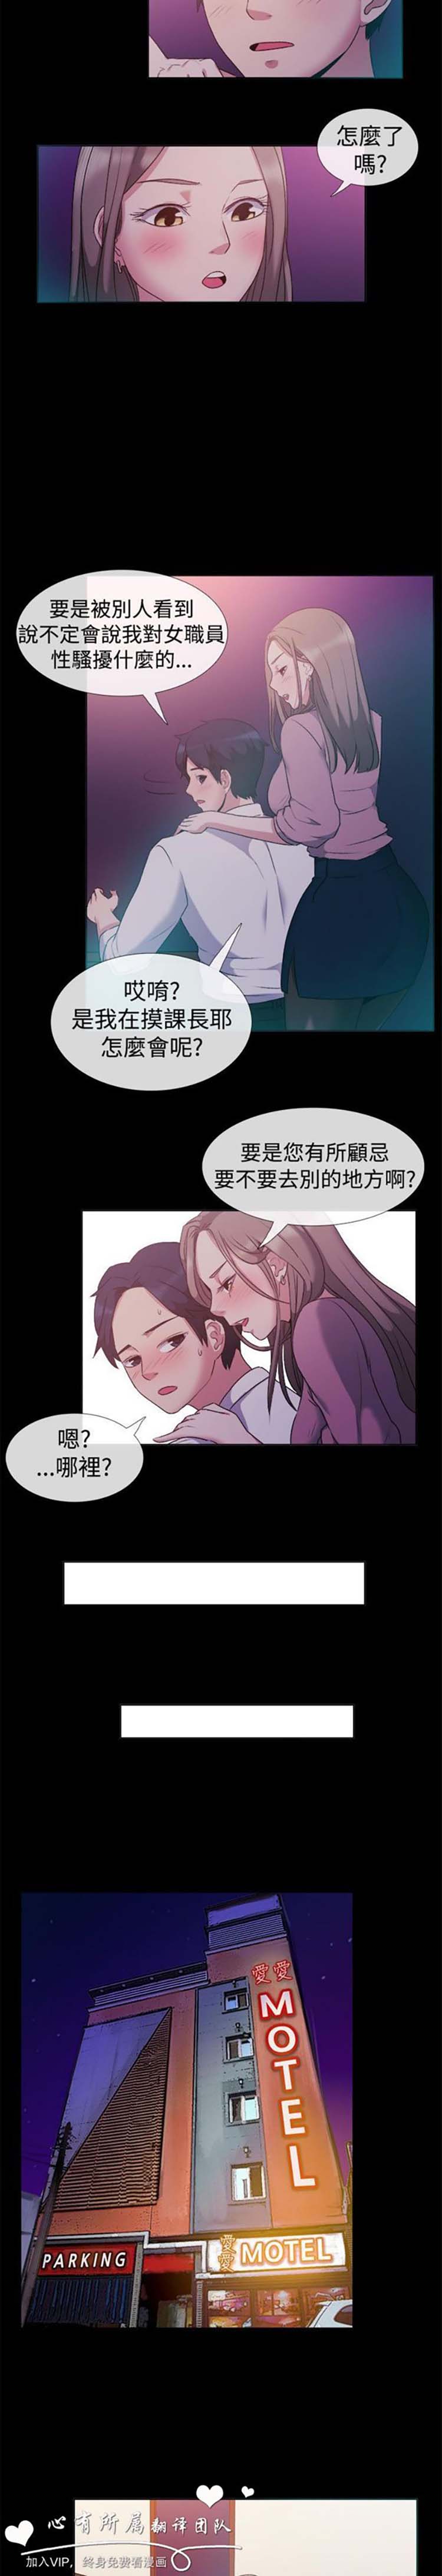 怎麼了
嗎?
要是被別人看到
說不定會說我對女職員
性騷擾什麼的...
哎唷?
是我在摸課長耶
怎麼會呢?
要是您有所顧忌
要不要去別的地方啊?
嗯?
...哪裡?
愛愛
MOTEL
PARKING
愛愛
MOTEL
心有所属翻译团队
加入VIP，终身免费看漫画